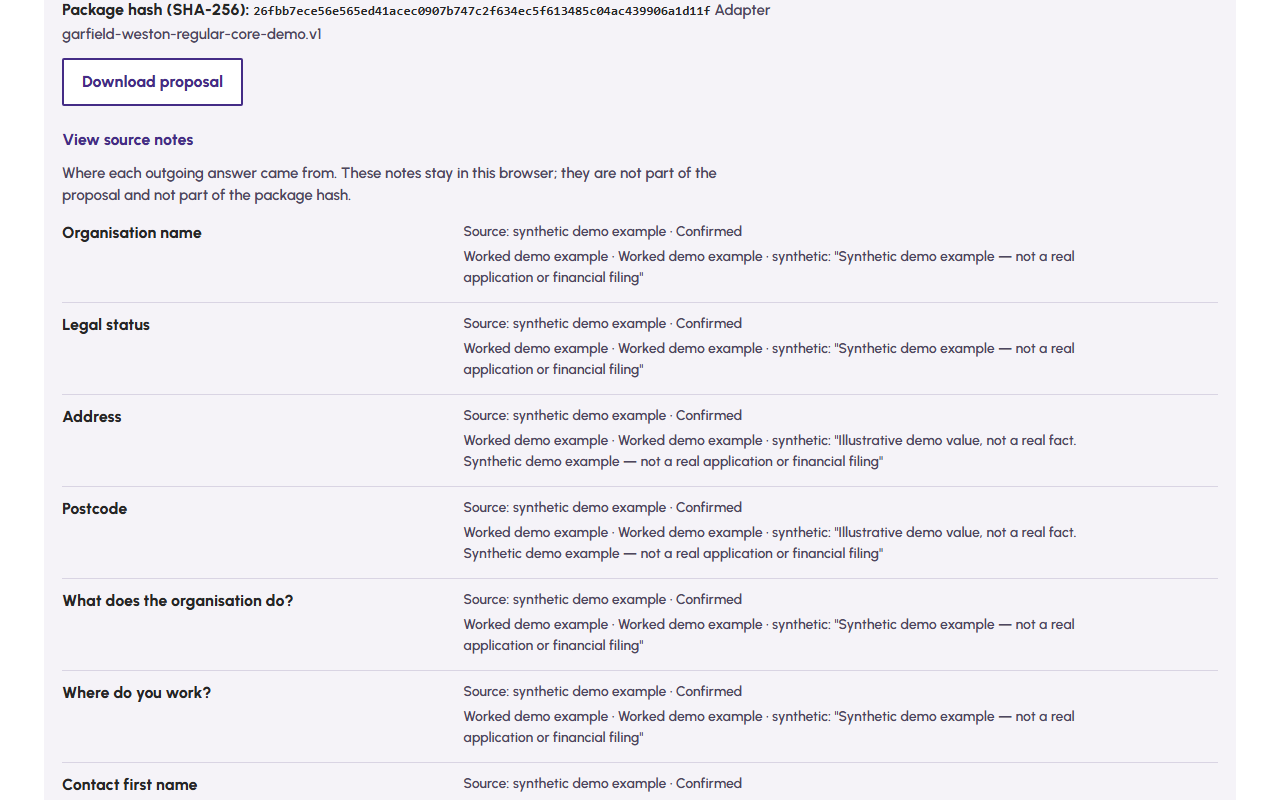 Package hash (SHA-256): 26fbb7ece56e565ed41acec0907b747c2f634ec5f613485c04ac439906a1d11f Adapter
garfield-weston-regular-core-demo.v1
Download proposal
View source notes
Where each outgoing answer came from. These notes stay in this browser; they are not part of the
proposal and not part of the package hash.
Organisation name
Source: synthetic demo example · Confirmed
Worked demo example · Worked demo example · synthetic: "Synthetic demo example — not a real
application or financial filing"
Legal status
Source: synthetic demo example · Confirmed
Worked demo example · Worked demo example · synthetic: "Synthetic demo example — not a real
application or financial filing"
Address
Source: synthetic demo example · Confirmed
Worked demo example · Worked demo example · synthetic: "Illustrative demo value, not a real fact.
Synthetic demo example — not a real application or financial filing"
Postcode
Source: synthetic demo example · Confirmed
Worked demo example · Worked demo example · synthetic: "Illustrative demo value, not a real fact.
Synthetic demo example — not a real application or financial filing"
What does the organisation do?
Source: synthetic demo example · Confirmed
Worked demo example · Worked demo example · synthetic: "Synthetic demo example — not a real
application or financial filing"
Where do you work?
Source: synthetic demo example · Confirmed
Worked demo example · Worked demo example · synthetic: "Synthetic demo example — not a real
application or financial filing"
Contact first name
Source: synthetic demo example · Confirmed